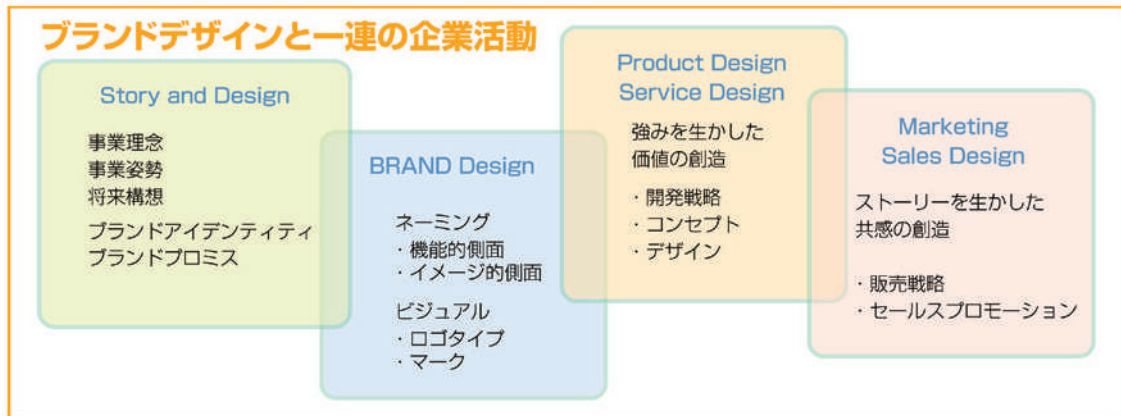 ブランドデザインと一連の企業活動
Story and Design
事業理念
事業姿勢
将来構想
ブランドアイデンティティ
ブランドプロミス
BRAND Design
ネーミング
・機能的側面
・イメージ的側面
ビジュアル
・ロゴタイプ
・マーク
Product Design
Service Design
強みを生かした
価値の創造
・開発戦略
・コンセプト
・デザイン
Marketing
Sales Design
ストーリーを生かした
共感の創造
・販売戦略
・セールスプロモーション